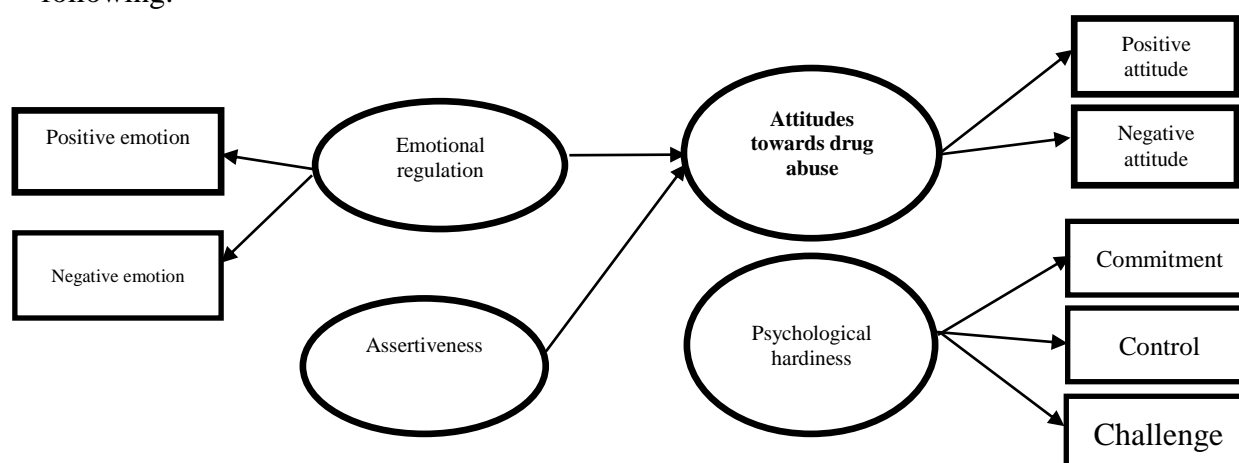 following:
Positive
attitude
Positive emotion
Emotional
regulation
Attitudes
towards drug
abuse
Negative
attitude
Negative emotion
Commitment
Assertiveness
Psychological
hardiness
Control
Challenge